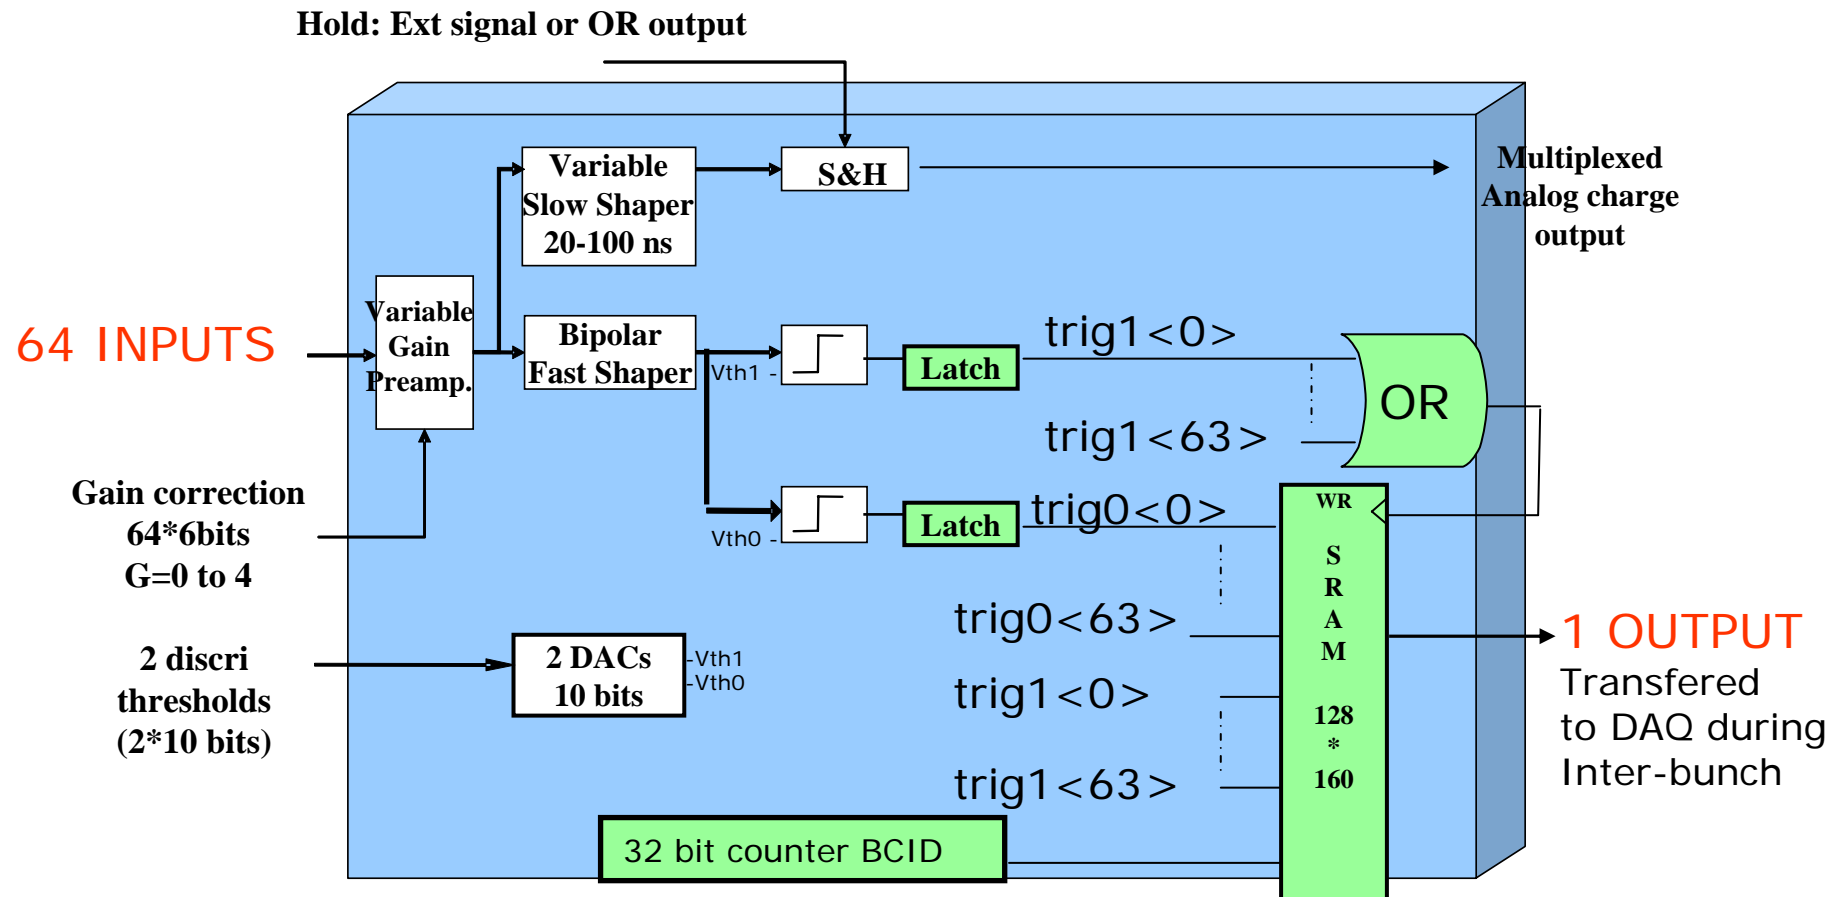 Hold: Ext signal or OR output
Variable
Slow Shaper
20-100 ns
S&H
Multiplexed
Analog charge
output
64 INPUTS
Variable
Gain
Preamp.
Bipolar
Fast Shaper
Vth1 -
Latch
trig1<0>
trig1<63>
OR
Gain correction
64*6bits
G=0 to 4
Vth0 -
Latch
trig0<0>
trig0<63>
trig1<0>
trig1<63>
WR
S
R
A
M
128
*
160
2 discri
thresholds
(2*10 bits)
2 DACs
10 bits
-Vth1
-Vth0
32 bit counter BCID
1 OUTPUT
Transfered
to DAQ during
Inter-bunch